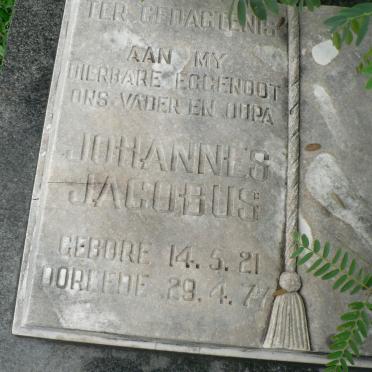 TER GEDAGTENIS
AAN MY
DIERBARE EGGENOOT
ONS VADER EN OUPA
JOHANNES
JACOBUS
GEBORE 14. 5. 21
OORLEDE 29. 4. 77